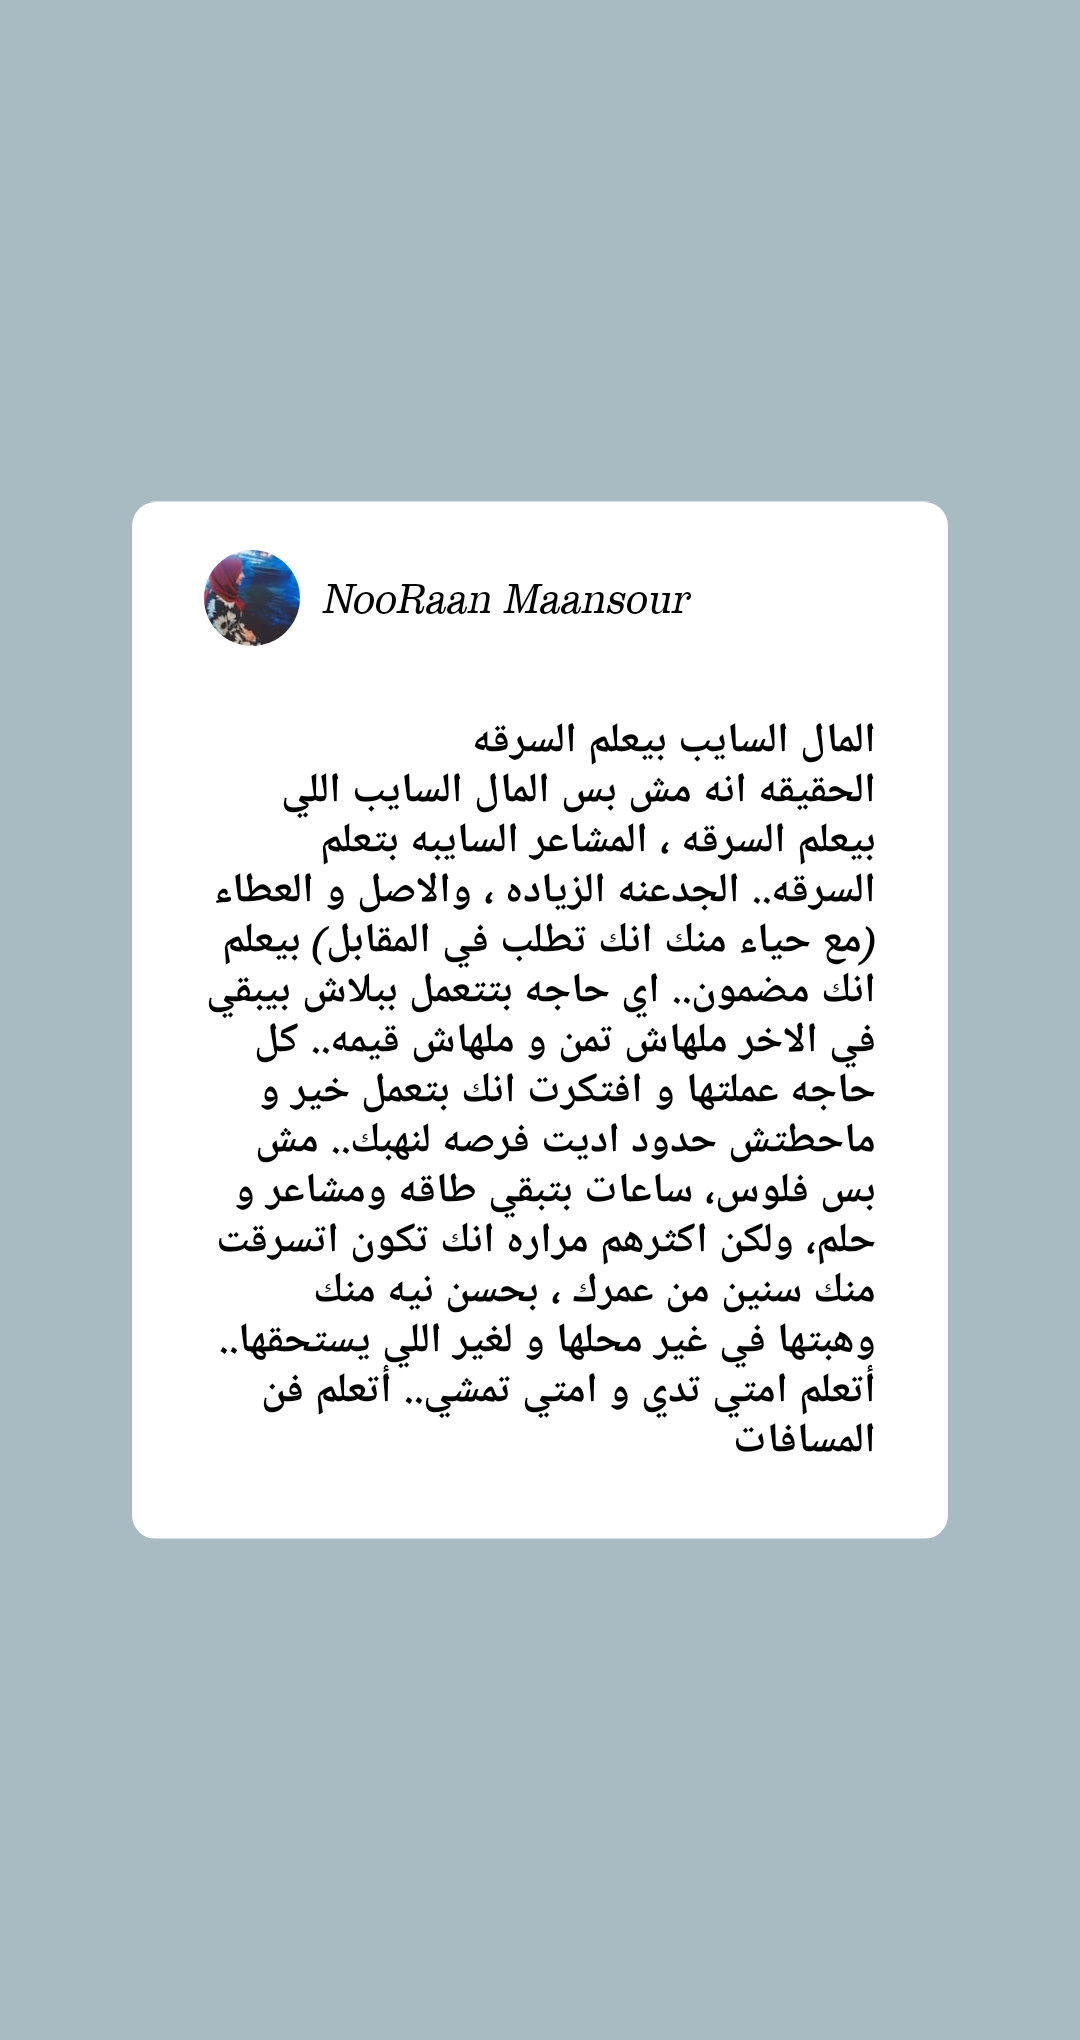 NooRaan Maansour
المال السايب بيعلم السرقه
الحقيقه انه مش بس المال السايب اللي
بيعلم السرقه ، المشاعر السايبه بتعلم
السرقه.. الجدعنه الزياده ، والاصل و العطاء
(مع حياء منك انك تطلب في المقابل) بيعلم
انك مضمون.. اي حاجه بتتعمل ببلاش بيبقي
في الاخر ملهاش تمن و ملهاش قيمه.. كل
حاجه عملتها و افتكرت انك بتعمل خير و
ماحطتش حدود اديت فرصه لنهبك.. مش
بس فلوس، ساعات بتبقي طاقه ومشاعر و
حلم، ولكن اكثرهم مراره انك تكون اتسرقت
منك سنين من عمرك ، بحسن نيه منك
وهبتها في غير محلها و لغير اللي يستحقها..
أتعلم امتي تدي و امتي تمشي.. أتعلم فن
المسافات